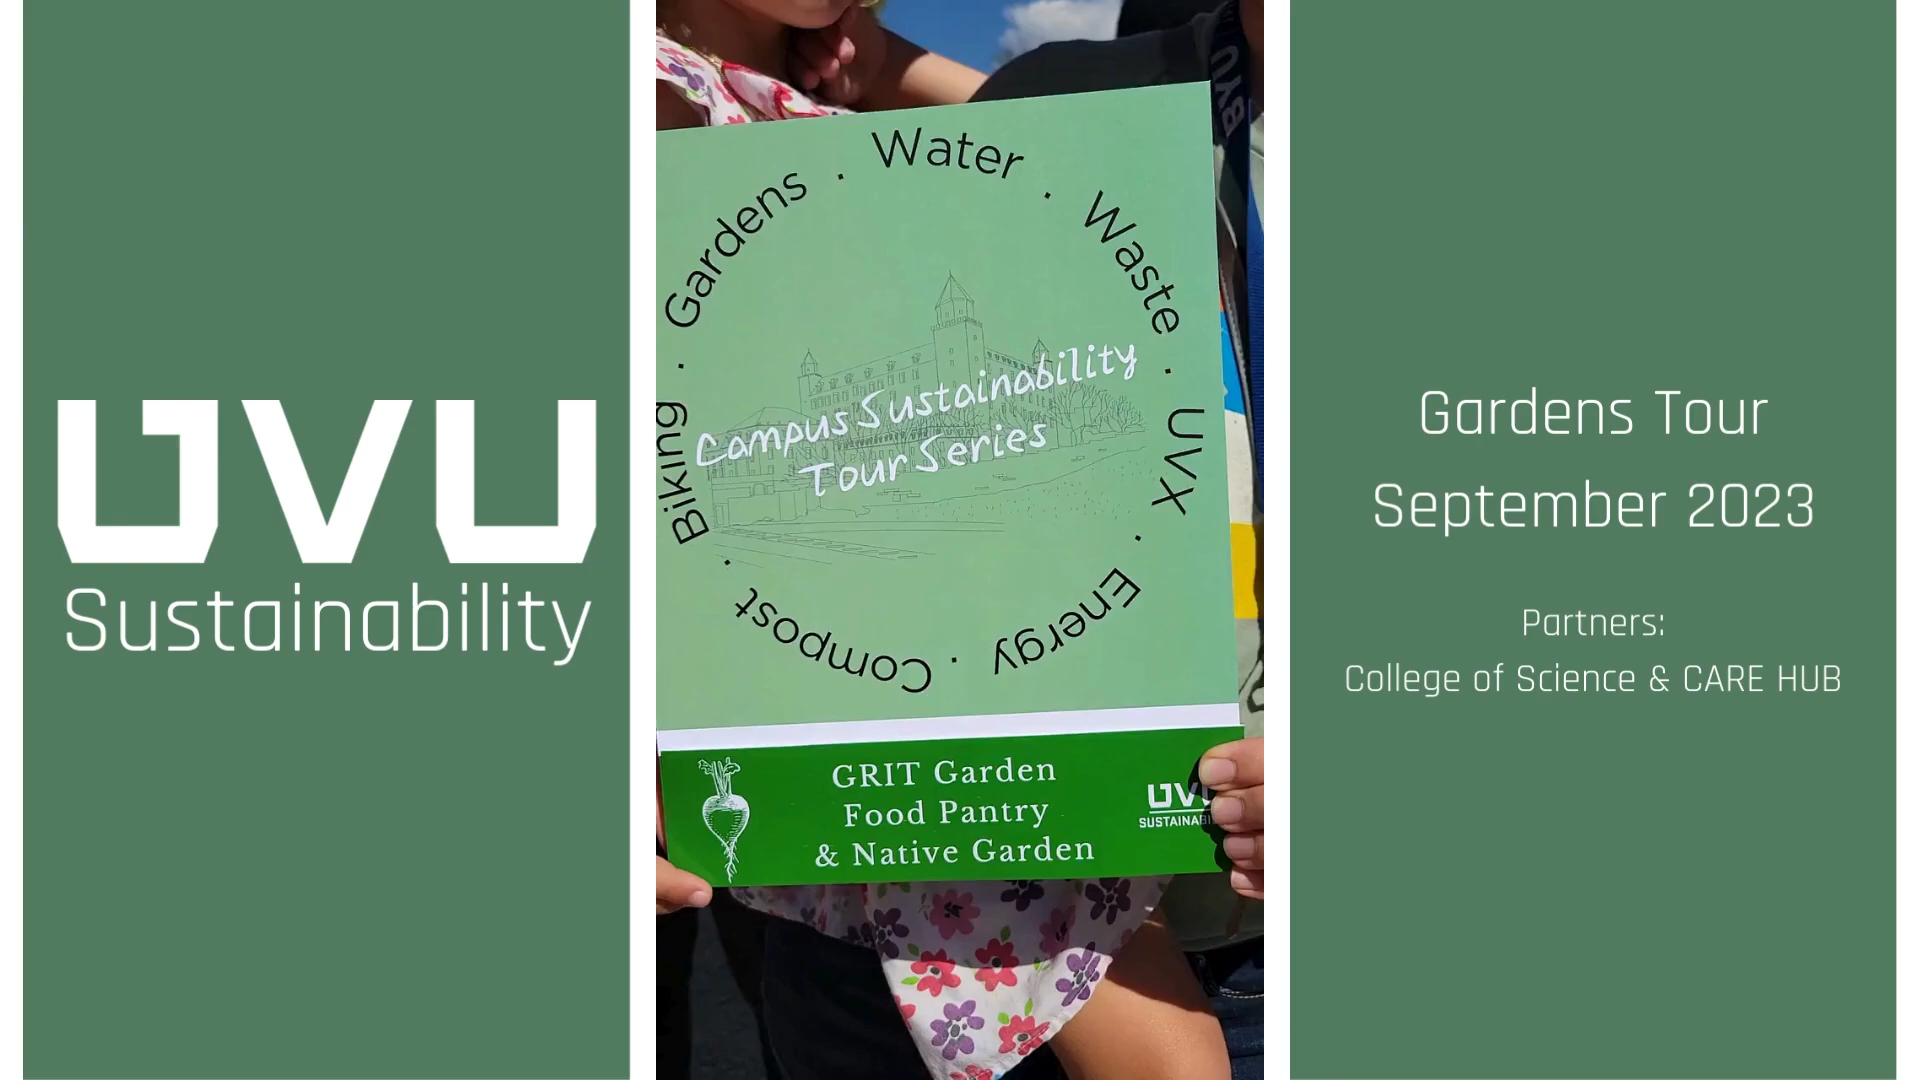 UVU
Sustainability
BYU
Water
Waste
UVX
Energy
Compost
Biking
Gardens
Campus Sustainability
Tour Series
GRIT Garden
Food Pantry
& Native Garden
UVU
Gardens Tour
September 2023
Partners:
College of Science & CARE HUB